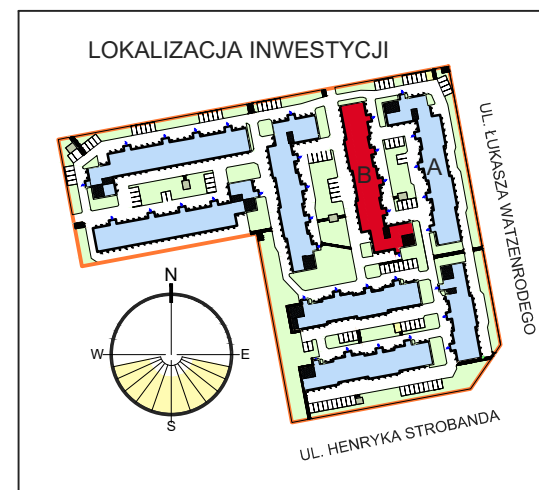 LOKALIZACJA INWESTYCJI
B
A
UL. ŁUKASZA WATZENRODEGO
N
W
E
S
UL. HENRYKA STROBANDA